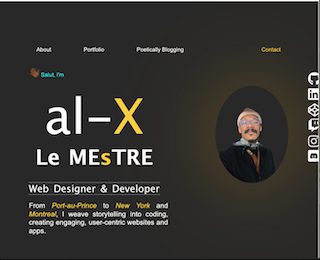 About Portfolio Poetically Blogging Contact
Salut, I'm
al-X
Le MEsTRE
Web Designer & Developer
From Port-au-Prince to New York and
Montreal, I weave storytelling into coding,
creating engaging, user-centric websites and
apps.